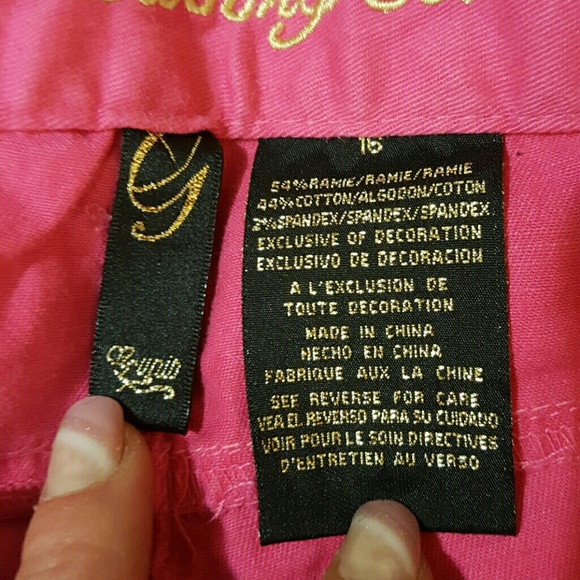 G
16
54%RAMIE/RAMIE/RAMIE
44%COTTON/ALGODON/COTON
2%SPANDEX/SPANDEX/SPANDEX
EXCLUSIVE OF DECORATION
EXCLUSIVO DE DECORACION
A L'EXCLUSION DE
TOUTE DECORATION
MADE IN CHINA
HECHO EN CHINA
FABRIQUE AUX LA CHINE
SEE REVERSE FOR CARE
VEA EL REVERSO PARA SU CUIDADO
VOIR POUR LE SOIN DIRECTIVES
D'ENTRETIEN AU VERSO